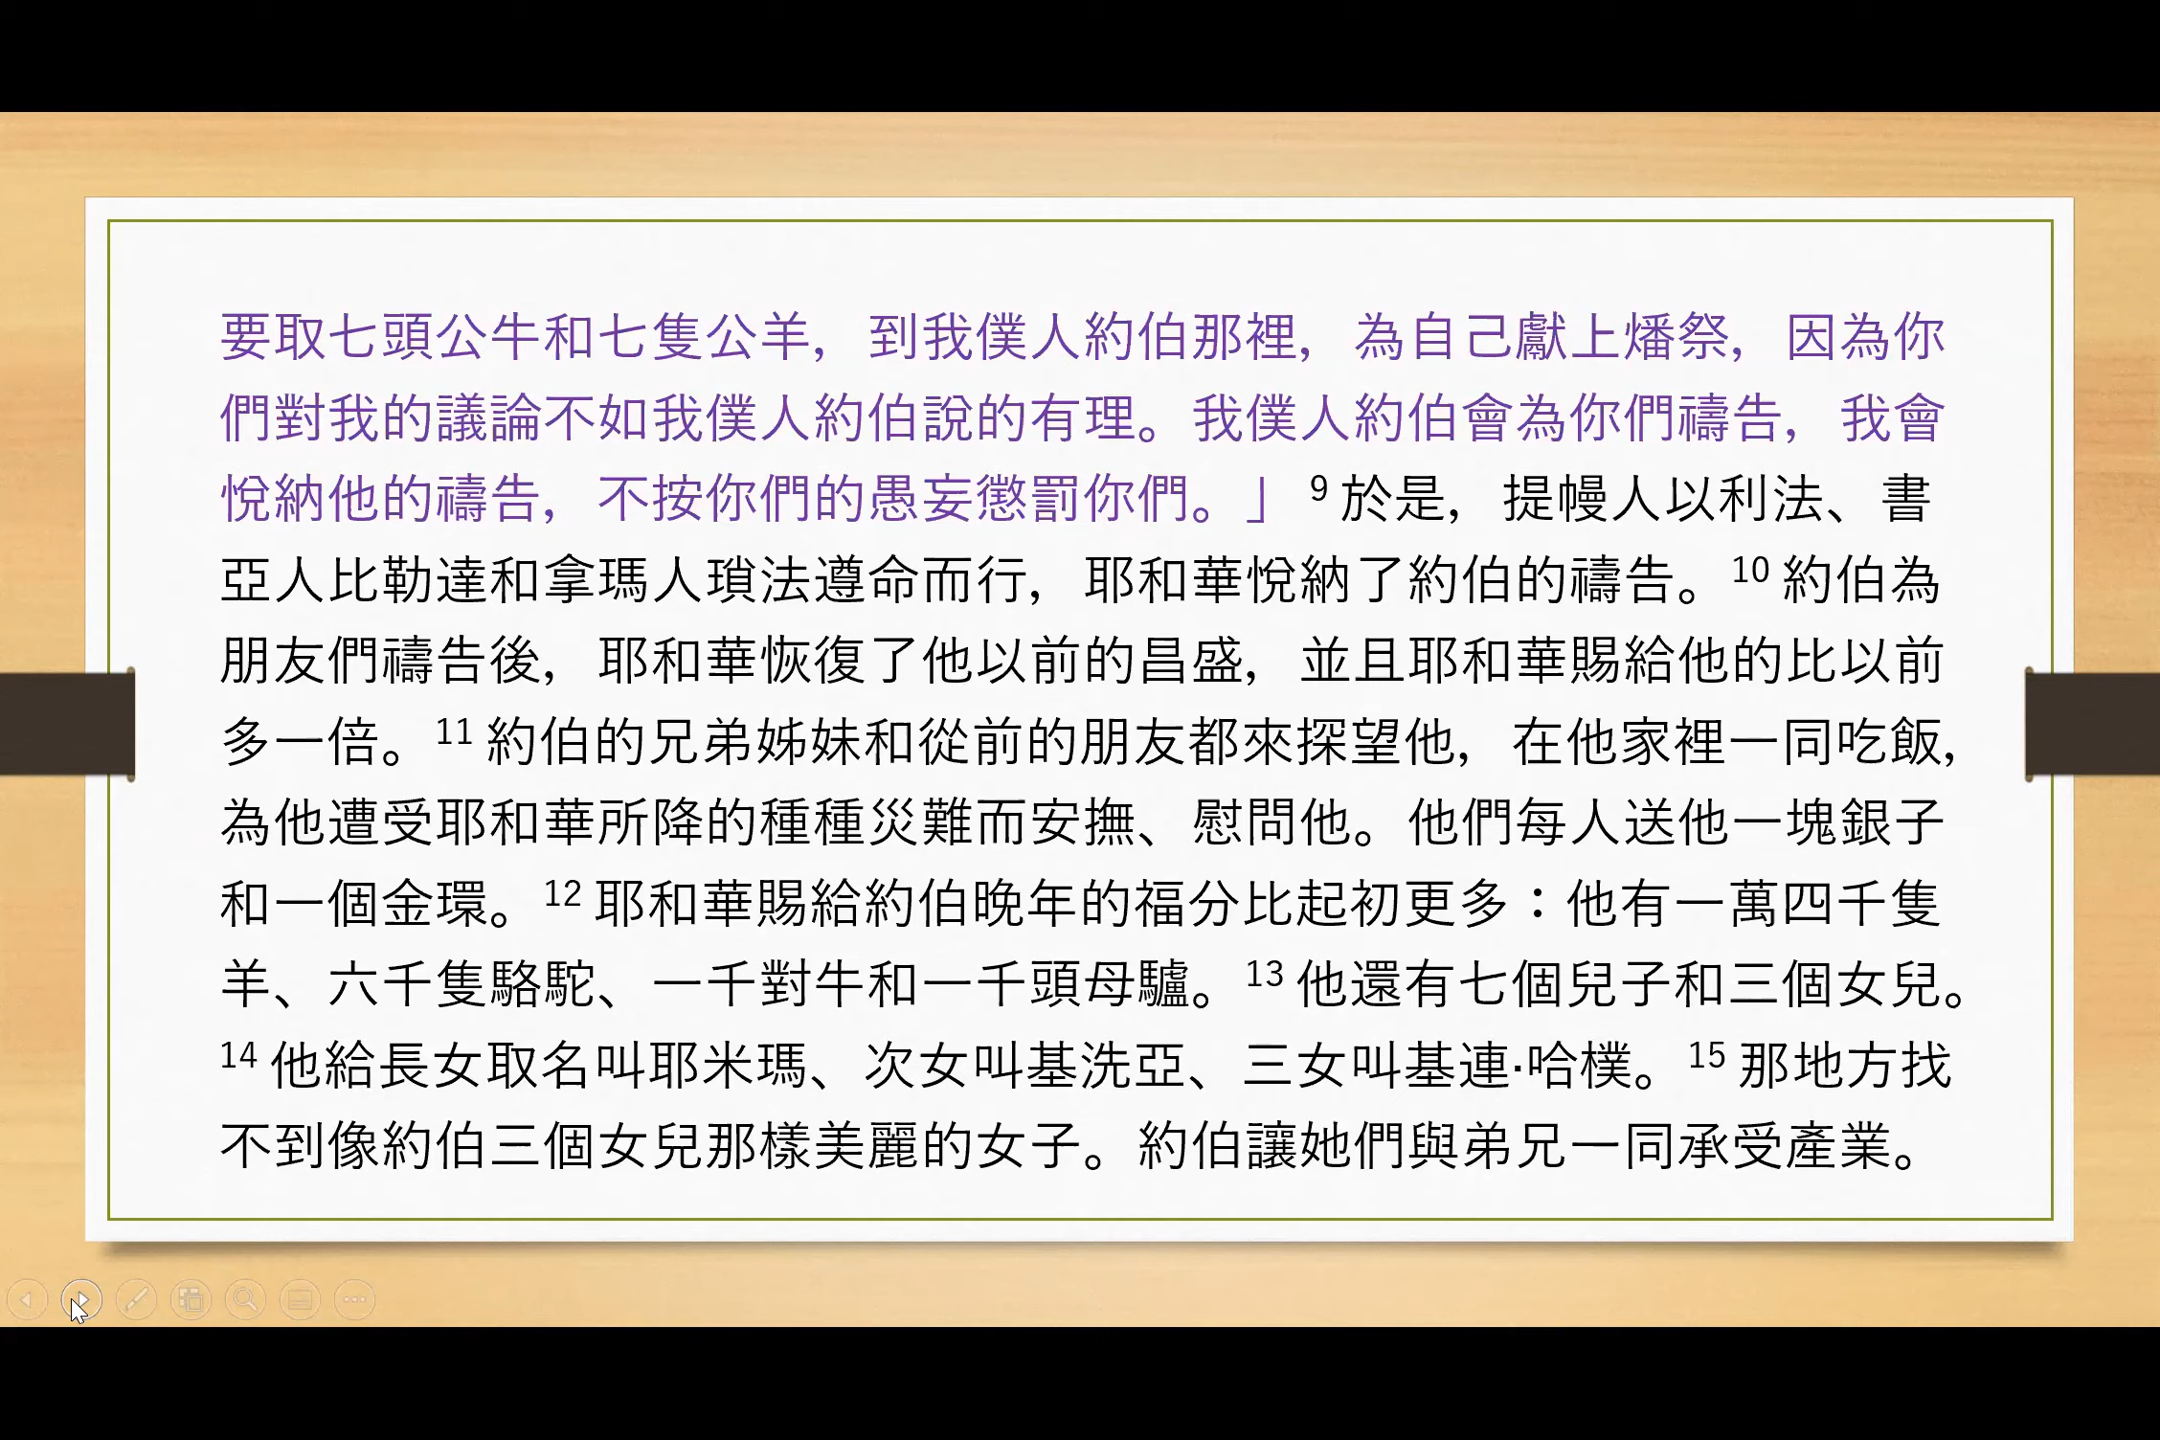 要取七頭公牛和七隻公羊，到我僕人約伯那裡，為自己獻上燔祭，因為你
們對我的議論不如我僕人約伯說的有理。我僕人約伯會為你們禱告，我會
悅納他的禱告，不按你們的愚妄懲罰你們。」 9 於是，提幔人以利法、書
亞人比勒達和拿瑪人瑣法遵命而行，耶和華悅納了約伯的禱告。10 約伯為
朋友們禱告後，耶和華恢復了他以前的昌盛，並且耶和華賜給他的比以前
多一倍。11 約伯的兄弟姊妹和從前的朋友都來探望他，在他家裡一同吃飯，
為他遭受耶和華所降的種種災難而安撫、慰問他。他們每人送他一塊銀子
和一個金環。12 耶和華賜給約伯晚年的福分比起初更多：他有一萬四千隻
羊、六千隻駱駝、一千對牛和一千頭母驢。13 他還有七個兒子和三個女兒。
14 他給長女取名叫耶米瑪、次女叫基洗亞、三女叫基連·哈樸。15 那地方找
不到像約伯三個女兒那樣美麗的女子。約伯讓她們與弟兄一同承受產業。